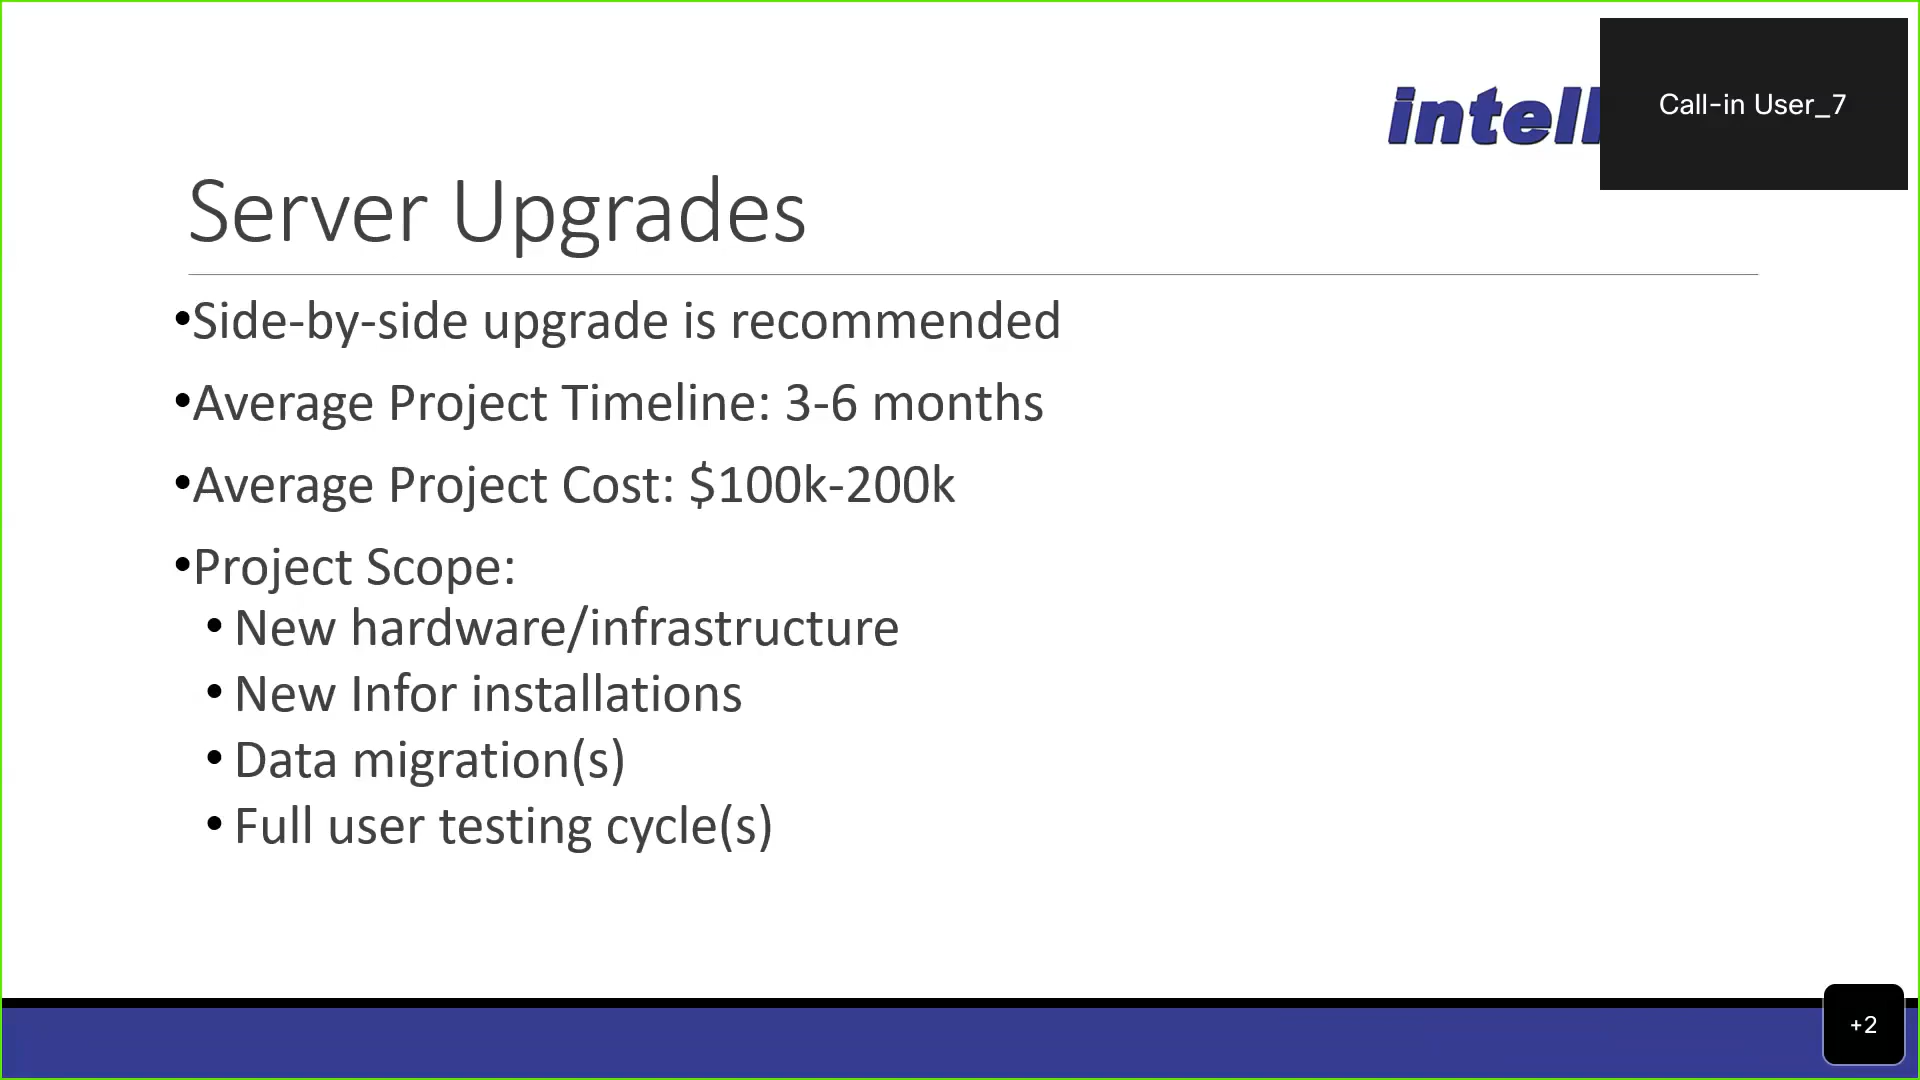 Call-in User_7
Server Upgrades
•Side-by-side upgrade is recommended
•Average Project Timeline: 3-6 months
•Average Project Cost: $100k-200k
•Project Scope:
• New hardware/infrastructure
• New Infor installations
• Data migration(s)
• Full user testing cycle(s)
+2